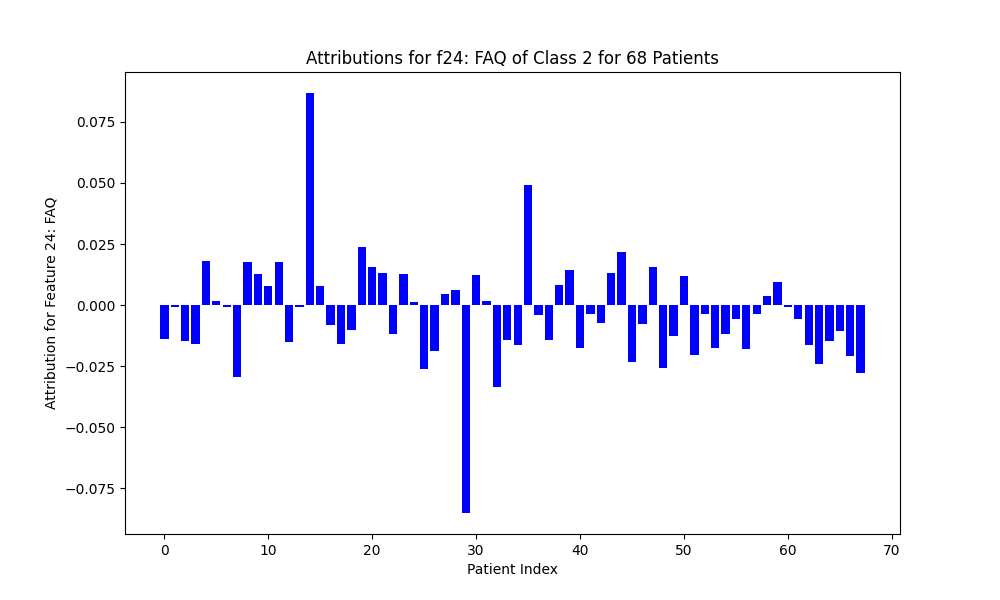 Attributions for f24: FAQ of Class 2 for 68 Patients
Attribution for Feature 24: FAQ
0.075
0.050
0.025
0.000
−0.025
−0.050
−0.075
0 10 20 30 40 50 60 70
Patient Index